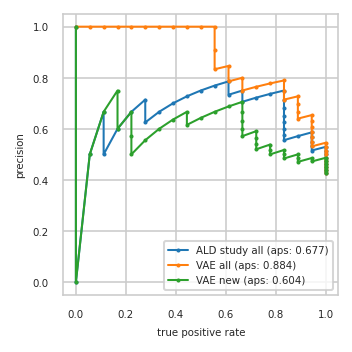 1.0
0.8
0.6
0.4
0.2
0.0
precision
ALD study all (aps: 0.677)
VAE all (aps: 0.884)
VAE new (aps: 0.604)
0.0 0.2 0.4 0.6 0.8 1.0
true positive rate